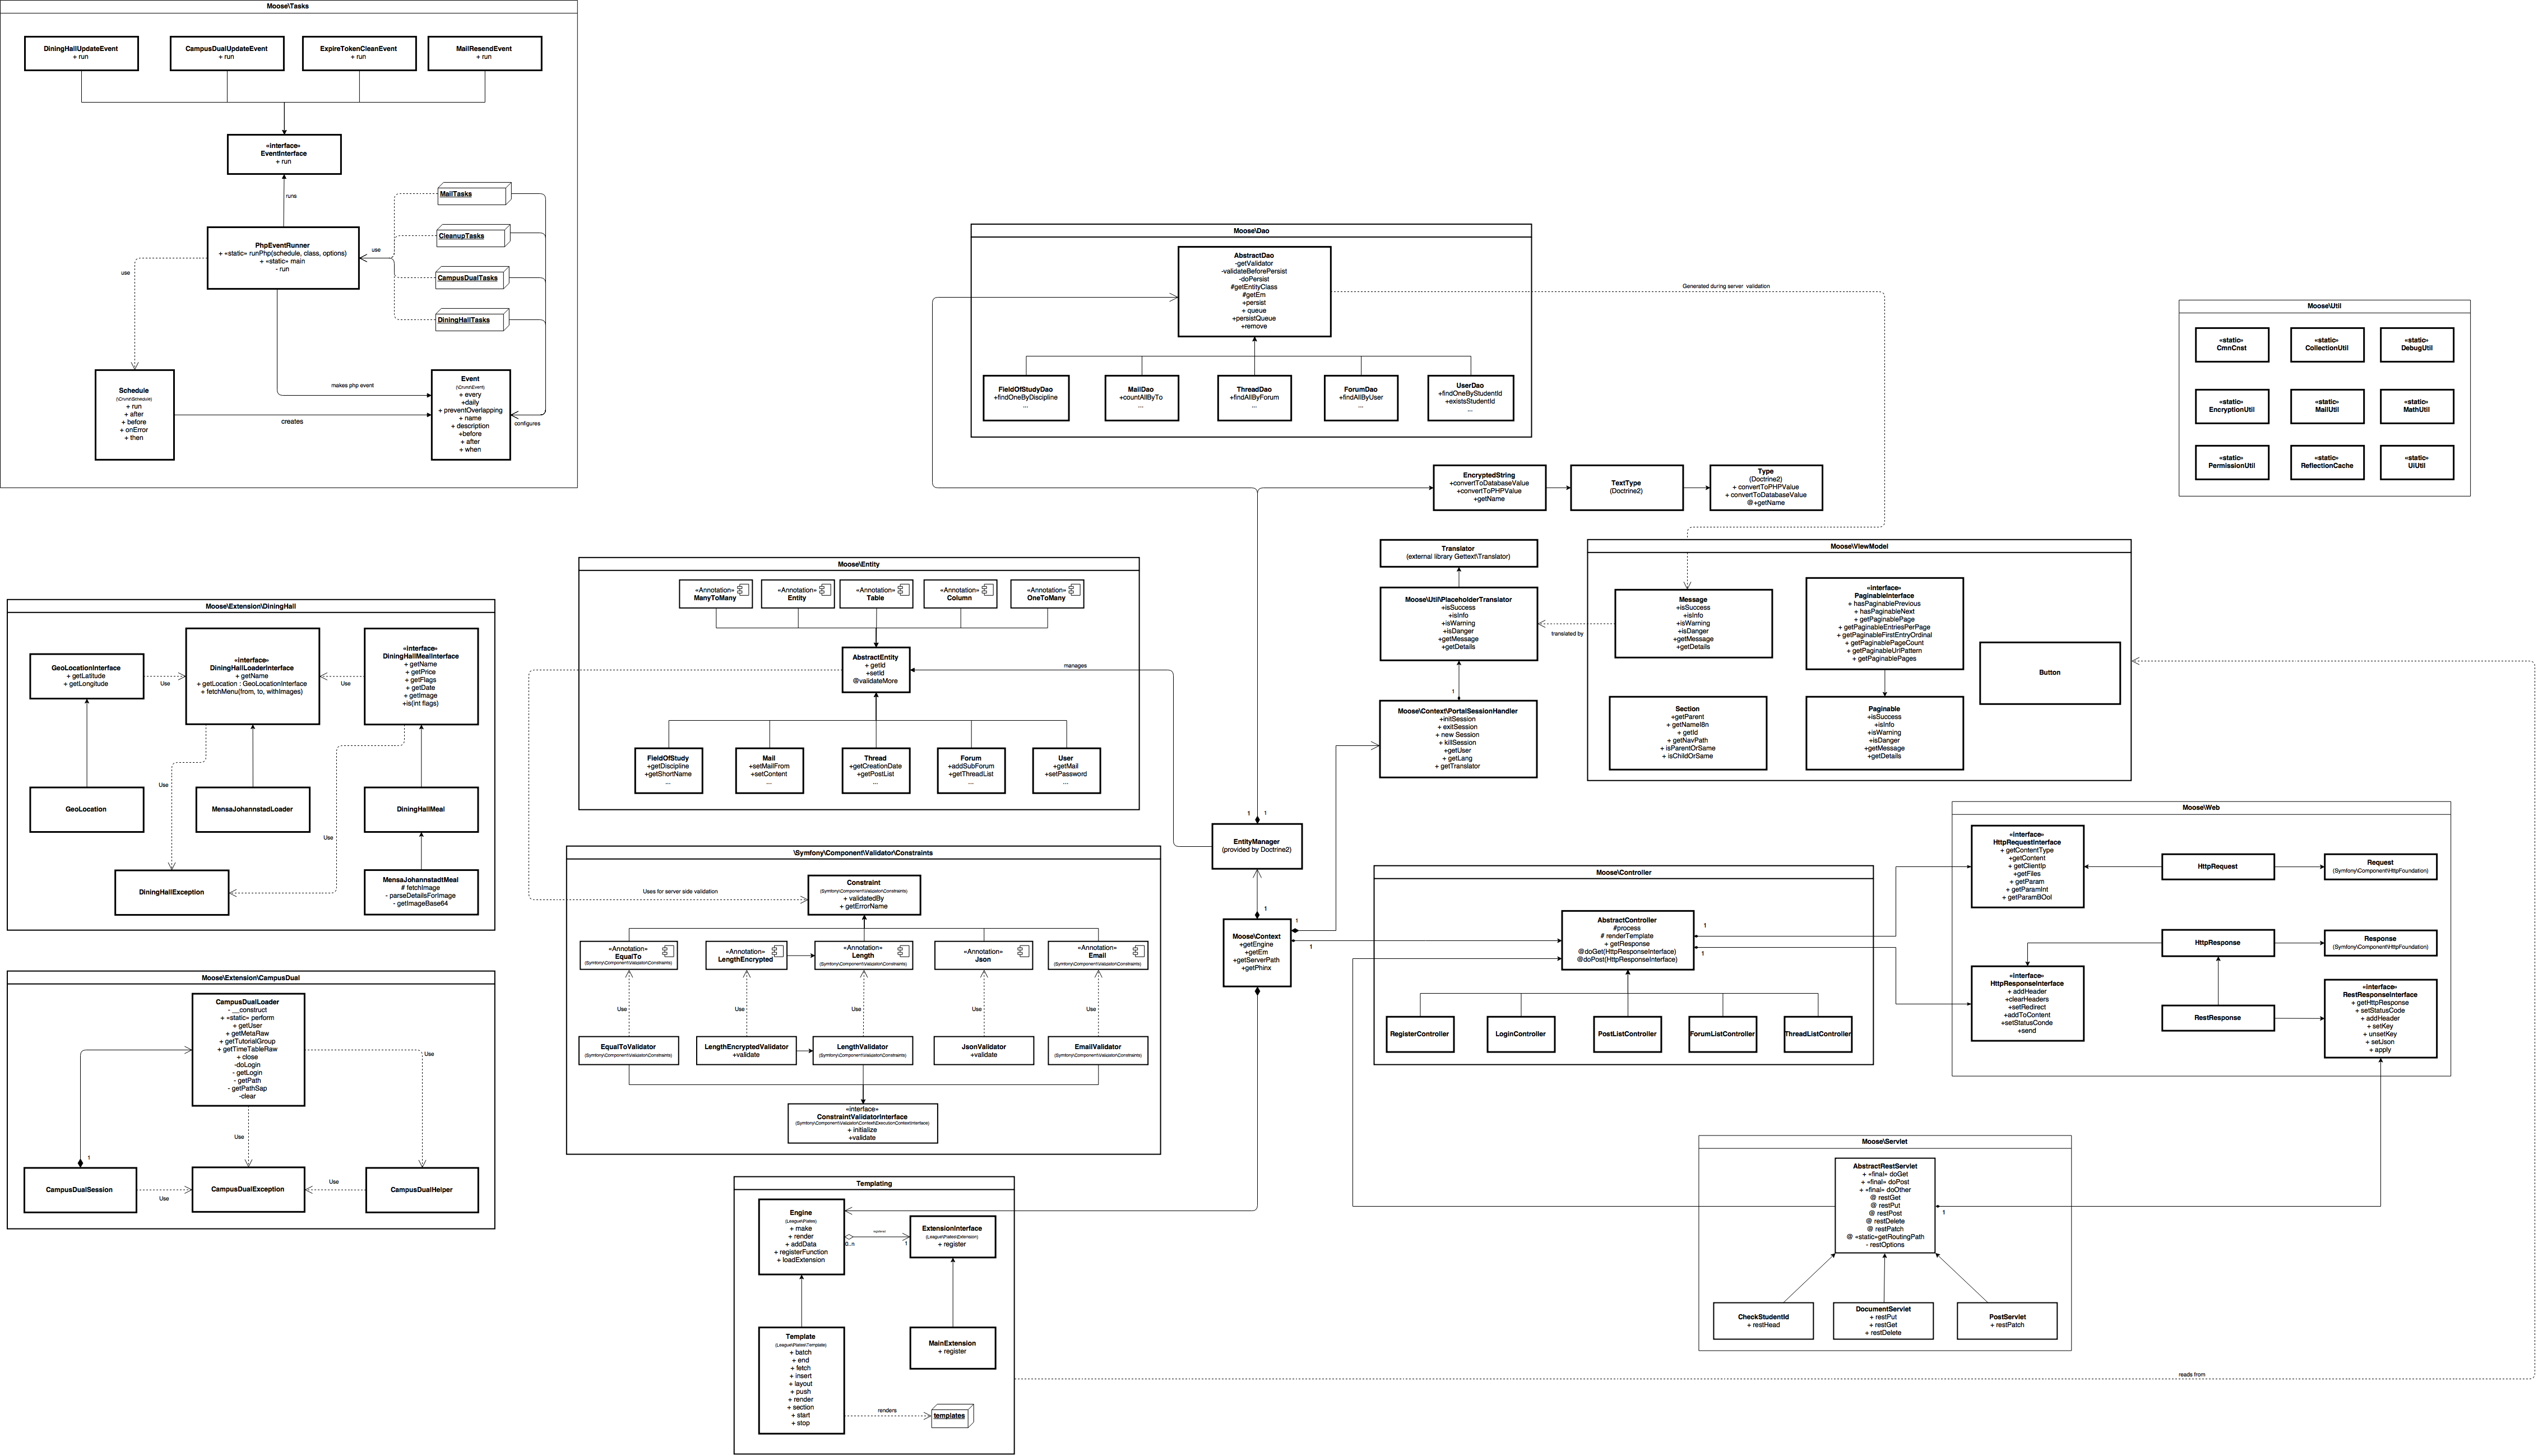 Moose\Tasks
DiningHallUpdateEvent
+ run
CampusDualUpdateEvent
+ run
ExpireTokenCleanEvent
+ run
MailResendEvent
+ run
«interface»
EventInterface
+ run
runs
PhpEventRunner
+ «static» runPhp(schedule, class, options)
+ «static» main
- run
use
use
MailTasks
CleanupTasks
CampusDualTasks
DiningHallTasks
Schedule
(\Crunz\Schedule)
+ run
+ after
+ before
+ onError
+ then
makes php event
creates
Event
(\Crunz\Event)
+ every
+daily
+ preventOverlapping
+ name
+ description
+before
+ after
+ when
configures
Moose\Dao
AbstractDao
-getValidator
-validateBeforePersist
-doPersist
#getEntityClass
#getEm
+persist
+ queue
+persistQueue
+remove
FieldOfStudyDao
+findOneByDiscipline
...
MailDao
+countAllByTo
...
ThreadDao
+findAllByForum
...
ForumDao
+findAllByUser
...
UserDao
+findOneByStudentId
+existsStudentId
...
Generated during server validation
Moose\Util
«static»
CmnCnst
«static»
CollectionUtil
«static»
DebugUtil
«static»
EncryptionUtil
«static»
MailUtil
«static»
MathUtil
«static»
PermissionUtil
«static»
ReflectionCache
«static»
UiUtil
EncryptedString
+convertToDatabaseValue
+convertToPHPValue
+getName
TextType
(Doctrine2)
Type
(Doctrine2)
+ convertToPHPValue
+ convertToDatabaseValue
@+getName
Translator
(external library Gettext\Translator)
Moose\Util\PlaceholderTranslator
+isSuccess
+isInfo
+isWarning
+isDanger
+getMessage
+getDetails
translated by
1
Moose\Context\PortalSessionHandler
+initSession
+ exitSession
+ new Session
+ killSession
+getUser
+ getLang
+ getTranslator
Moose\ViewModel
Message
+isSuccess
+isInfo
+isWarning
+isDanger
+getMessage
+getDetails
«interface»
PaginableInterface
+ hasPaginablePrevious
+ hasPaginableNext
+ getPaginablePage
+ getPaginableEntriesPerPage
+ getPaginableFirstEntryOrdinal
+ getPaginablePageCount
+ getPaginableUrlPattern
+ getPaginablePages
Button
Section
+getParent
+ getNameI8n
+ getId
+ getNavPath
+ isParentOrSame
+ isChildOrSame
Paginable
+isSuccess
+isInfo
+isWarning
+isDanger
+getMessage
+getDetails
Moose\Entity
«Annotation»
ManyToMany
«Annotation»
Entity
«Annotation»
Table
«Annotation»
Column
«Annotation»
OneToMany
AbstractEntity
+ getId
+setId
@validateMore
manages
FieldOfStudy
+getDiscipline
+getShortName
...
Mail
+setMailFrom
+setContent
...
Thread
+getCreationDate
+getPostList
...
Forum
+addSubForum
+ getThreadList
...
User
+getMail
+setPassword
...
Moose\Extension\DiningHall
GeoLocationInterface
+ getLatitude
+ getLongitude
Use
«interface»
DiningHallLoaderInterface
+ getName
+ getLocation : GeoLocationInterface
+ fetchMenu(from, to, withImages)
Use
«interface»
DiningHallMealInterface
+ getName
+ getPrice
+ getFlags
+ getDate
+ getImage
+is(int flags)
Use
Use
GeoLocation
MensaJohannstadLoader
DiningHallMeal
DiningHallException
MensaJohannstadtMeal
# fetchImage
- parseDetailsForImage
- getImageBase64
Moose\Extension\CampusDual
CampusDualLoader
- __construct
+ «static» perform
+ getUser
+ getMetaRaw
+ getTutorialGroup
+ getTimeTableRaw
+ close
-doLogin
- getLogin
- getPath
- getPathSap
-clear
Use
Use
1
CampusDualSession
Use
CampusDualException
Use
CampusDualHelper
\Symfony\Component\Validator\Constraints
Uses for server side validation
Constraint
(Symfony\Component\Validator\Constraints)
+ validatedBy
+ getErrorName
«Annotation»
EqualTo
(Symfony\Component\Validator\Constraints)
«Annotation»
LengthEncrypted
«Annotation»
Length
(Symfony\Component\Validator\Constraints)
«Annotation»
Json
«Annotation»
Email
(Symfony\Component\Validator\Constraints)
Use
Use
Use
Use
Use
EqualToValidator
(Symfony\Component\Validator\Constraints)
LengthEncryptedValidator
+validate
LengthValidator
(Symfony\Component\Validator\Constraints)
JsonValidator
+validate
EmailValidator
(Symfony\Component\Validator\Constraints)
«interface»
ConstraintValidatorInterface
(Symfony\Component\Validator\Context\ExecutionContextInterface)
+ initialize
+validate
1
1
EntityManager
(provided by Doctrine2)
1
1
1
Moose\Context
+getEngine
+getEm
+getServerPath
+getPhinx
Moose\Controller
AbstractController
#process
# renderTemplate
+ getResponse
@doGet(HttpResponseInterface)
@doPost(HttpResponseInterface)
1
1
RegisterController
LoginController
PostListController
ForumListController
ThreadListController
Moose\Web
«interface»
HttpRequestInterface
+ getContentType
+getContent
+ getClientIp
+getFiles
+ getParam
+ getParamInt
+ getParamBOol
HttpRequest
Request
(Symfony\Component\HttpFoundation)
HttpResponse
Response
(Symfony\Component\HttpFoundation)
«interface»
HttpResponseInterface
+ addHeader
+clearHeaders
+setRedirect
+addToContent
+setStatusConde
+send
RestResponse
«interface»
RestResponseInterface
+ getHttpResponse
+ setStatusCode
+ addHeader
+ setKey
+ unsetKey
+ setJson
+ apply
Moose\Servlet
AbstractRestServlet
+ «final» doGet
+ «final» doPost
+ «final» doOther
@ restGet
@ restPut
@ restPost
@ restDelete
@ restPatch
@ «static»getRoutingPath
- restOptions
1
CheckStudentId
+ restHead
DocumentServlet
+ restPut
+ restGet
+ restDelete
PostServlet
+ restPatch
Templating
Engine
(League\Plates)
+ make
+ render
+ addData
+ registerFunction
+ loadExtension
0..n
1
ExtensionInterface
(League\Plates\Extension)
+ register
Template
(League\Plates\Template)
+ batch
+ end
+ fetch
+ insert
+ layout
+ push
+ render
+ section
+ start
+ stop
MainExtension
+ register
renders
templates
reads from